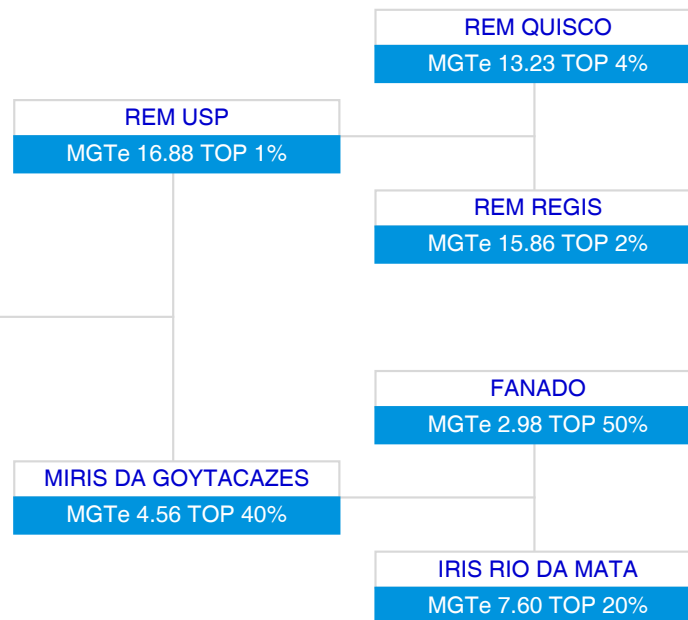 REM QUISCO
MGTe 13.23 TOP 4%
REM USP
MGTe 16.88 TOP 1%
REM REGIS
MGTe 15.86 TOP 2%
FANADO
MGTe 2.98 TOP 50%
MIRIS DA GOYTACAZES
MGTe 4.56 TOP 40%
IRIS RIO DA MATA
MGTe 7.60 TOP 20%